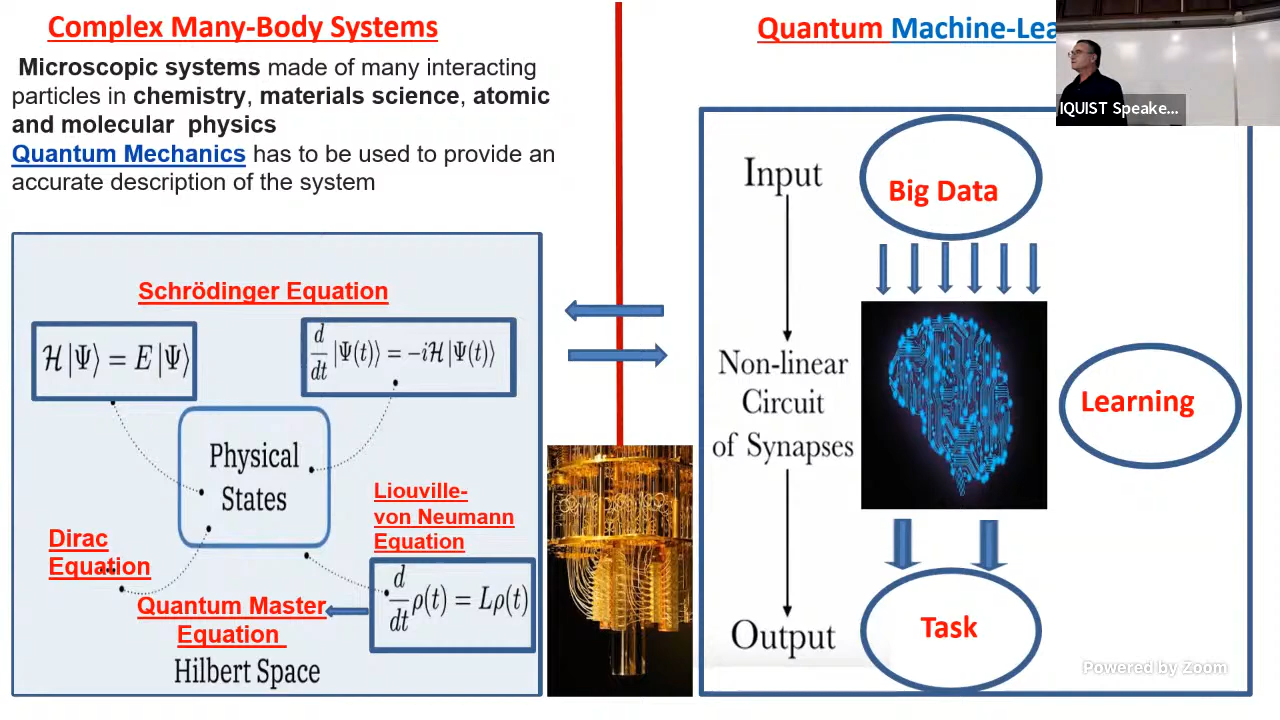 Complex Many-Body Systems
Microscopic systems made of many interacting
particles in chemistry, materials science, atomic
and molecular physics
Quantum Mechanics has to be used to provide an
accurate description of the system
Schrödinger Equation
ℋ|Ψ⟩ = E|Ψ⟩
d/dt |Ψ(t)⟩ = −iℋ|Ψ(t)⟩
Physical
States
Liouville-
von Neumann
Equation
Dirac
Equation
d/dt ρ(t) = Lρ(t)
Quantum Master
Equation
Hilbert Space
Quantum Machine-Lea
IQUIST Speake...
Input
Big Data
Non-linear
Circuit
of Synapses
Learning
Output
Task
Powered by Zoom